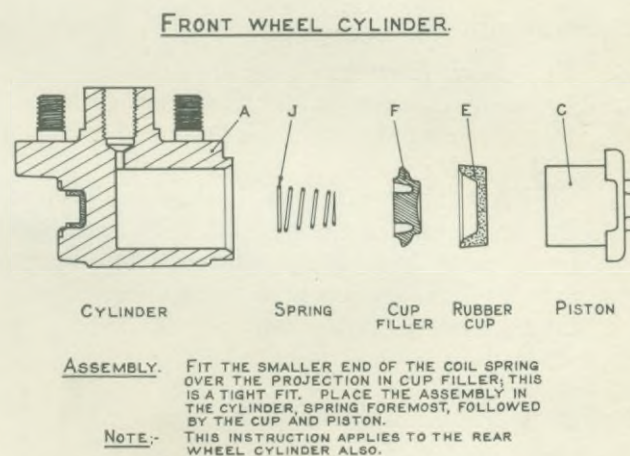 FRONT WHEEL CYLINDER.
A J F E C
CYLINDER SPRING CUP FILLER RUBBER CUP PISTON
ASSEMBLY. FIT THE SMALLER END OF THE COIL SPRING
OVER THE PROJECTION IN CUP FILLER; THIS
IS A TIGHT FIT. PLACE THE ASSEMBLY IN
THE CYLINDER, SPRING FOREMOST, FOLLOWED
BY THE CUP AND PISTON.
NOTE:- THIS INSTRUCTION APPLIES TO THE REAR
WHEEL CYLINDER ALSO.